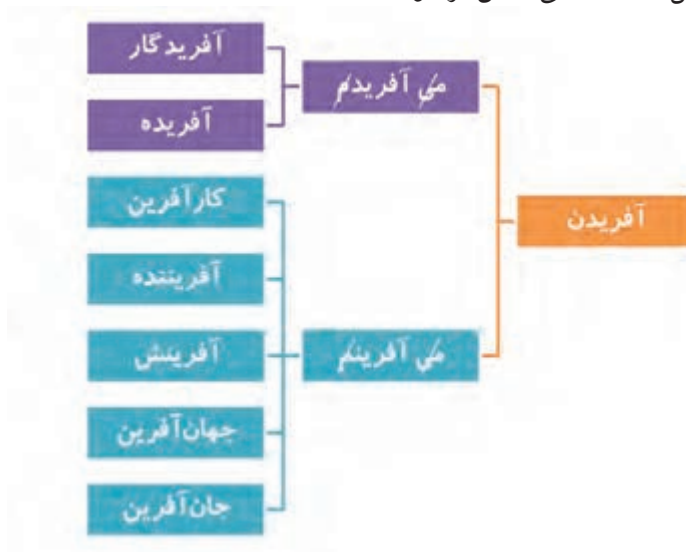 آفریدن
می آفریدم
آفریدگار
آفریده
می آفرینم
کارآفرین
آفریننده
آفرینش
جهان‌آفرین
جان‌آفرین